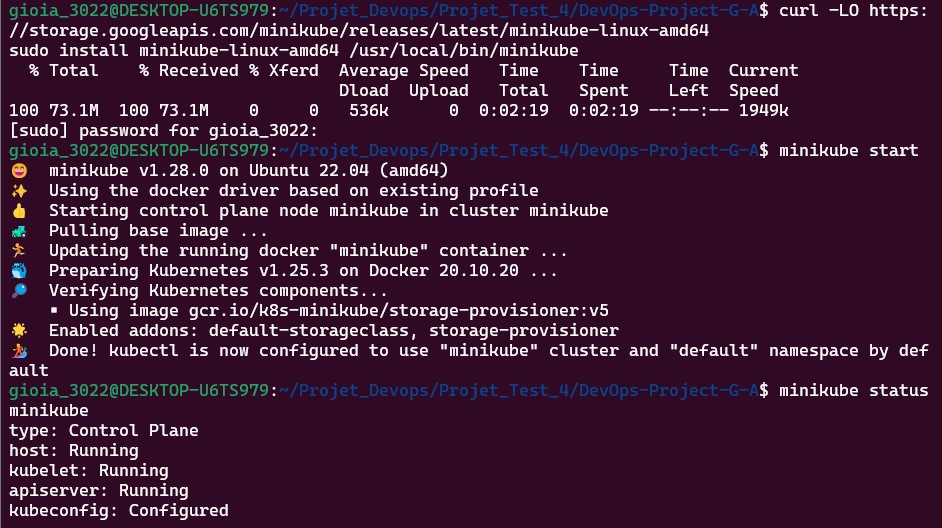 gioia_3022@DESKTOP-U6TS979:~/Projet_Devops/Projet_Test_4/DevOps-Project-G-A$ curl -LO https:
//storage.googleapis.com/minikube/releases/latest/minikube-linux-amd64
sudo install minikube-linux-amd64 /usr/local/bin/minikube
  % Total    % Received % Xferd  Average Speed   Time    Time     Time  Current
                                 Dload  Upload   Total   Spent    Left  Speed
100 73.1M  100 73.1M    0     0   536k      0  0:02:19  0:02:19 --:--:-- 1949k
[sudo] password for gioia_3022:
gioia_3022@DESKTOP-U6TS979:~/Projet_Devops/Projet_Test_4/DevOps-Project-G-A$ minikube start
😄  minikube v1.28.0 on Ubuntu 22.04 (amd64)
✨  Using the docker driver based on existing profile
👍  Starting control plane node minikube in cluster minikube
🚜  Pulling base image ...
🏃  Updating the running docker "minikube" container ...
🐳  Preparing Kubernetes v1.25.3 on Docker 20.10.20 ...
🔎  Verifying Kubernetes components...
    ▪ Using image gcr.io/k8s-minikube/storage-provisioner:v5
🌟  Enabled addons: default-storageclass, storage-provisioner
🏄  Done! kubectl is now configured to use "minikube" cluster and "default" namespace by def
ault
gioia_3022@DESKTOP-U6TS979:~/Projet_Devops/Projet_Test_4/DevOps-Project-G-A$ minikube status
minikube
type: Control Plane
host: Running
kubelet: Running
apiserver: Running
kubeconfig: Configured